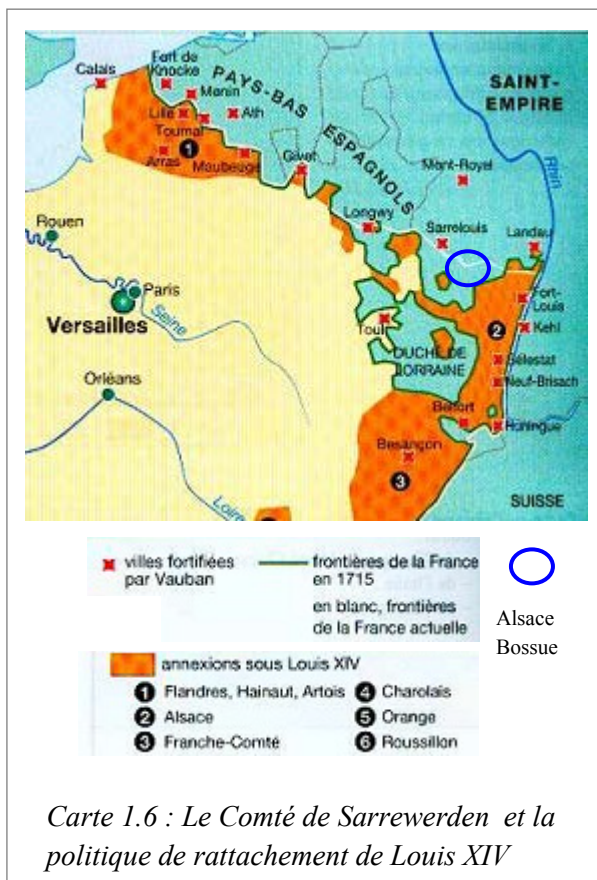 Calais
Fort de
Knocke
Menin
PAYS-BAS
ESPAGNOLS
SAINT-
EMPIRE
Lille
Ath
Tournai
1
Arras
Maubeuge
Givet
Mont-Royal
Rhin
Rouen
Longwy
Sarrelouis
Landau
Paris
Versailles
Seine
Toul
Fort-
Louis
2
Kehl
DUCHÉ DE
LORRAINE
Sélestat
Neuf-Brisach
Orléans
Belfort
Huningue
Besançon
3
Loire
SUISSE
villes fortifiées
par Vauban
frontières de la France
en 1715
en blanc, frontières
de la France actuelle
Alsace
Bossue
annexions sous Louis XIV
1 Flandres, Hainaut, Artois
4 Charolais
2 Alsace
5 Orange
3 Franche-Comté
6 Roussillon
Carte 1.6 : Le Comté de Sarrewerden et la
politique de rattachement de Louis XIV